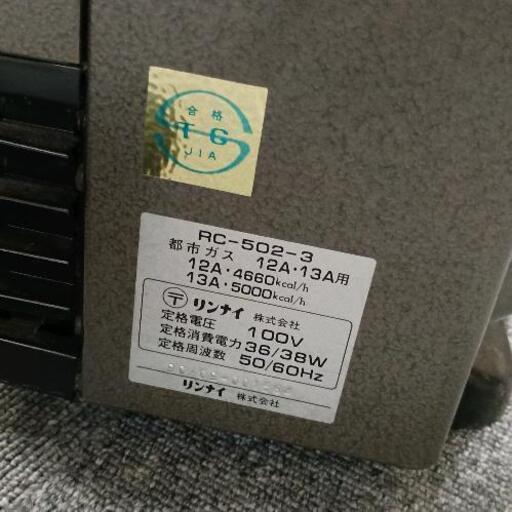 合格
TG
JIA
RC-502-3
都市ガス 12A・13A用
12A・4660kcal/h
13A・5000kcal/h
〒 リンナイ 株式会社
定格電圧 100V
定格消費電力 36/38W
定格周波数 50/60Hz
リンナイ 株式会社